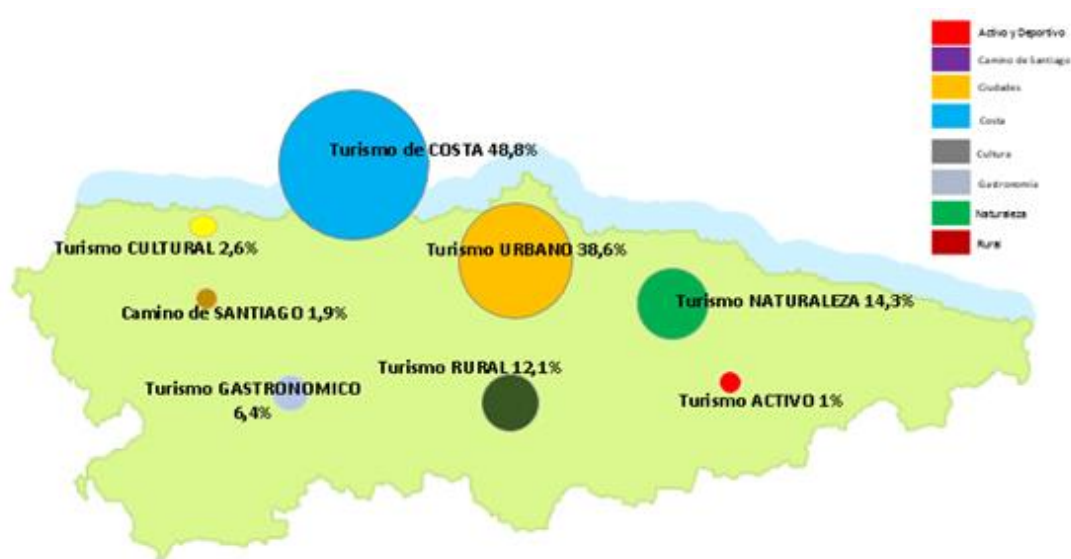 Activo y Deportivo
Camino de Santiago
Ciudades
Costa
Cultura
Gastronomía
Naturaleza
Rural
Turismo de COSTA 48,8%
Turismo CULTURAL 2,6%
Turismo URBANO 38,6%
Camino de SANTIAGO 1,9%
Turismo NATURALEZA 14,3%
Turismo GASTRONOMICO
6,4%
Turismo RURAL 12,1%
Turismo ACTIVO 1%